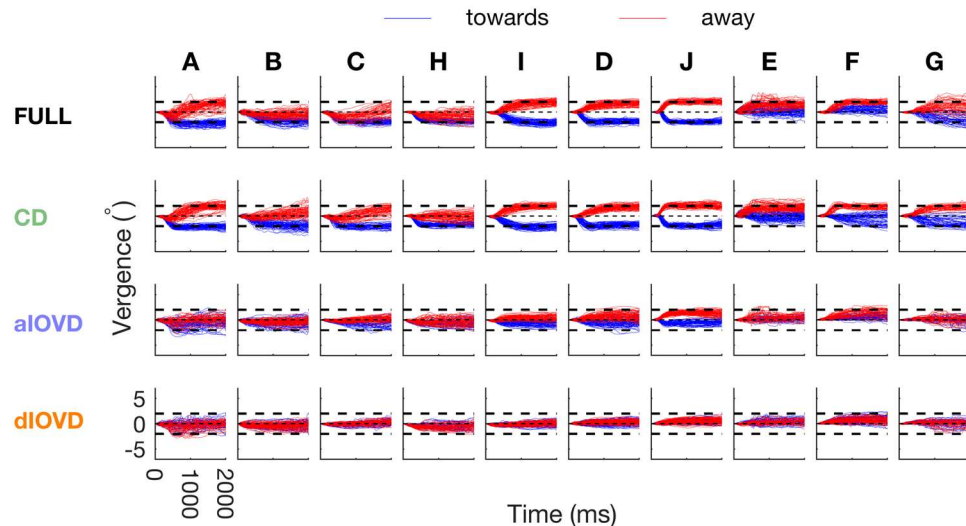 towards away
A B C H I D J E F G
FULL
CD
aIOVD
dIOVD
Vergence (°)
5
0
-5
0 1000 2000
Time (ms)